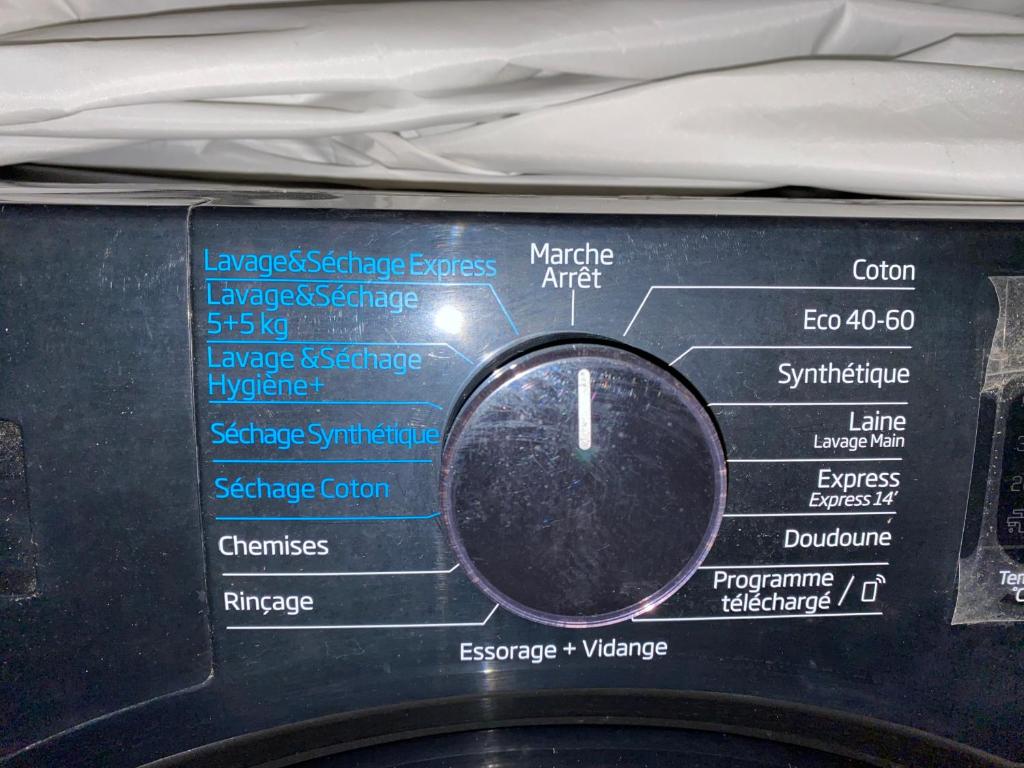 Lavage&Séchage Express
Lavage&Séchage
5+5 kg
Lavage &Séchage
Hygiène+
Séchage Synthétique
Séchage Coton
Chemises
Rinçage
Marche
Arrêt
Essorage + Vidange
Coton
Eco 40-60
Synthétique
Laine
Lavage Main
Express
Express 14'
Doudoune
Programme
téléchargé /